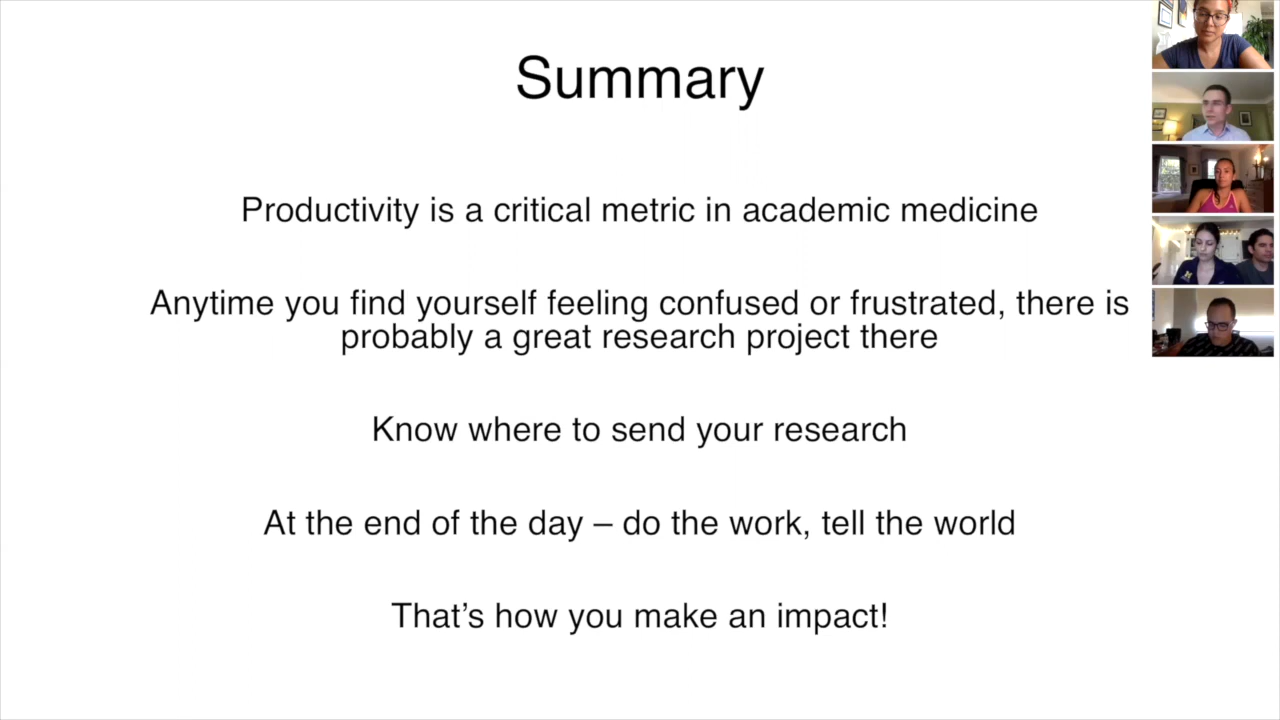 Summary
Productivity is a critical metric in academic medicine
Anytime you find yourself feeling confused or frustrated, there is
probably a great research project there
Know where to send your research
At the end of the day – do the work, tell the world
That’s how you make an impact!